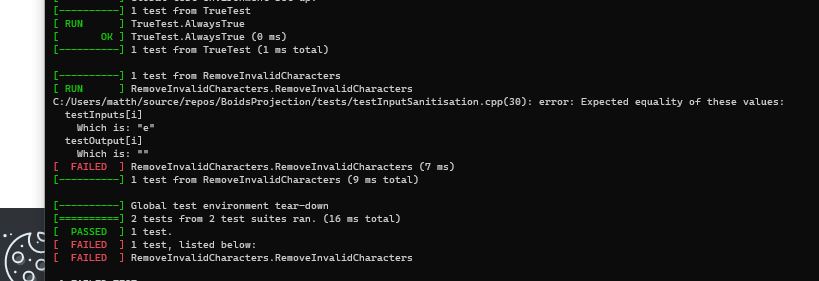 [----------] 1 test from TrueTest
[ RUN      ] TrueTest.AlwaysTrue
[       OK ] TrueTest.AlwaysTrue (0 ms)
[----------] 1 test from TrueTest (1 ms total)
[----------] 1 test from RemoveInvalidCharacters
[ RUN      ] RemoveInvalidCharacters.RemoveInvalidCharacters
C:/Users/matth/source/repos/BoidsProjection/tests/testInputSanitisation.cpp(30): error: Expected equality of these values:
  testInputs[i]
    Which is: "e"
  testOutput[i]
    Which is: ""
[  FAILED  ] RemoveInvalidCharacters.RemoveInvalidCharacters (7 ms)
[----------] 1 test from RemoveInvalidCharacters (9 ms total)
[----------] Global test environment tear-down
[==========] 2 tests from 2 test suites ran. (16 ms total)
[  PASSED  ] 1 test.
[  FAILED  ] 1 test, listed below:
[  FAILED  ] RemoveInvalidCharacters.RemoveInvalidCharacters